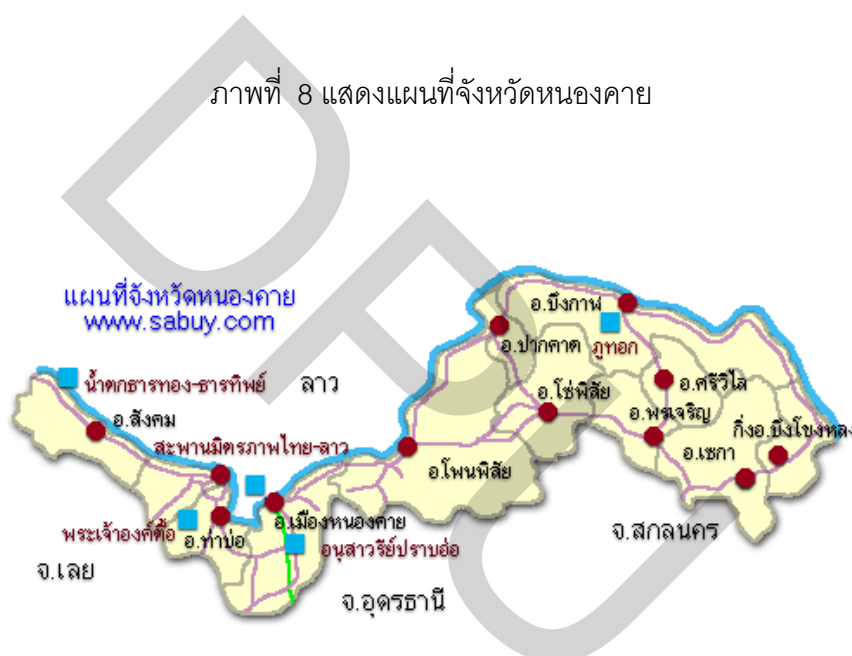 ภาพที่ 8 แสดงแผนที่จังหวัดหนองคาย
แผนที่จังหวัดหนองคาย
www.sabuy.com
อ.บึงกาฬ
อ.ปากคาด
ภูทอก
น้ำตกธารทอง-ธารทิพย์
ลาว
อ.โซ่พิสัย
อ.ศรีวิไล
อ.สังคม
อ.พรเจริญ
กิ่งอ.บึงโขงหลง
สะพานมิตรภาพไทย-ลาว
อ.โพนพิสัย
อ.เซกา
อ.เมืองหนองคาย
พระเจ้าองค์ตื้อ
อ.ท่าบ่อ
อนุสาวรีย์ปราบฮ่อ
จ.สกลนคร
จ.เลย
จ.อุดรธานี
DPU